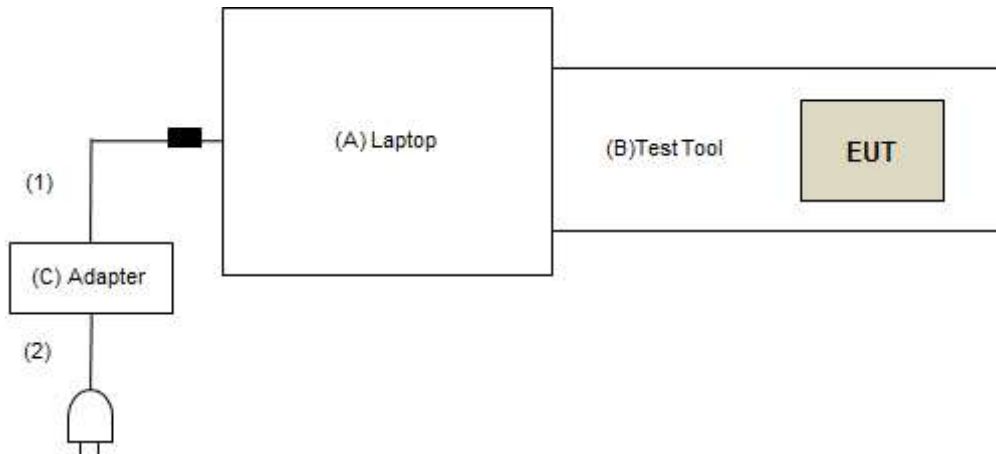 (A) Laptop
(B)Test Tool
EUT
(1)
(C) Adapter
(2)